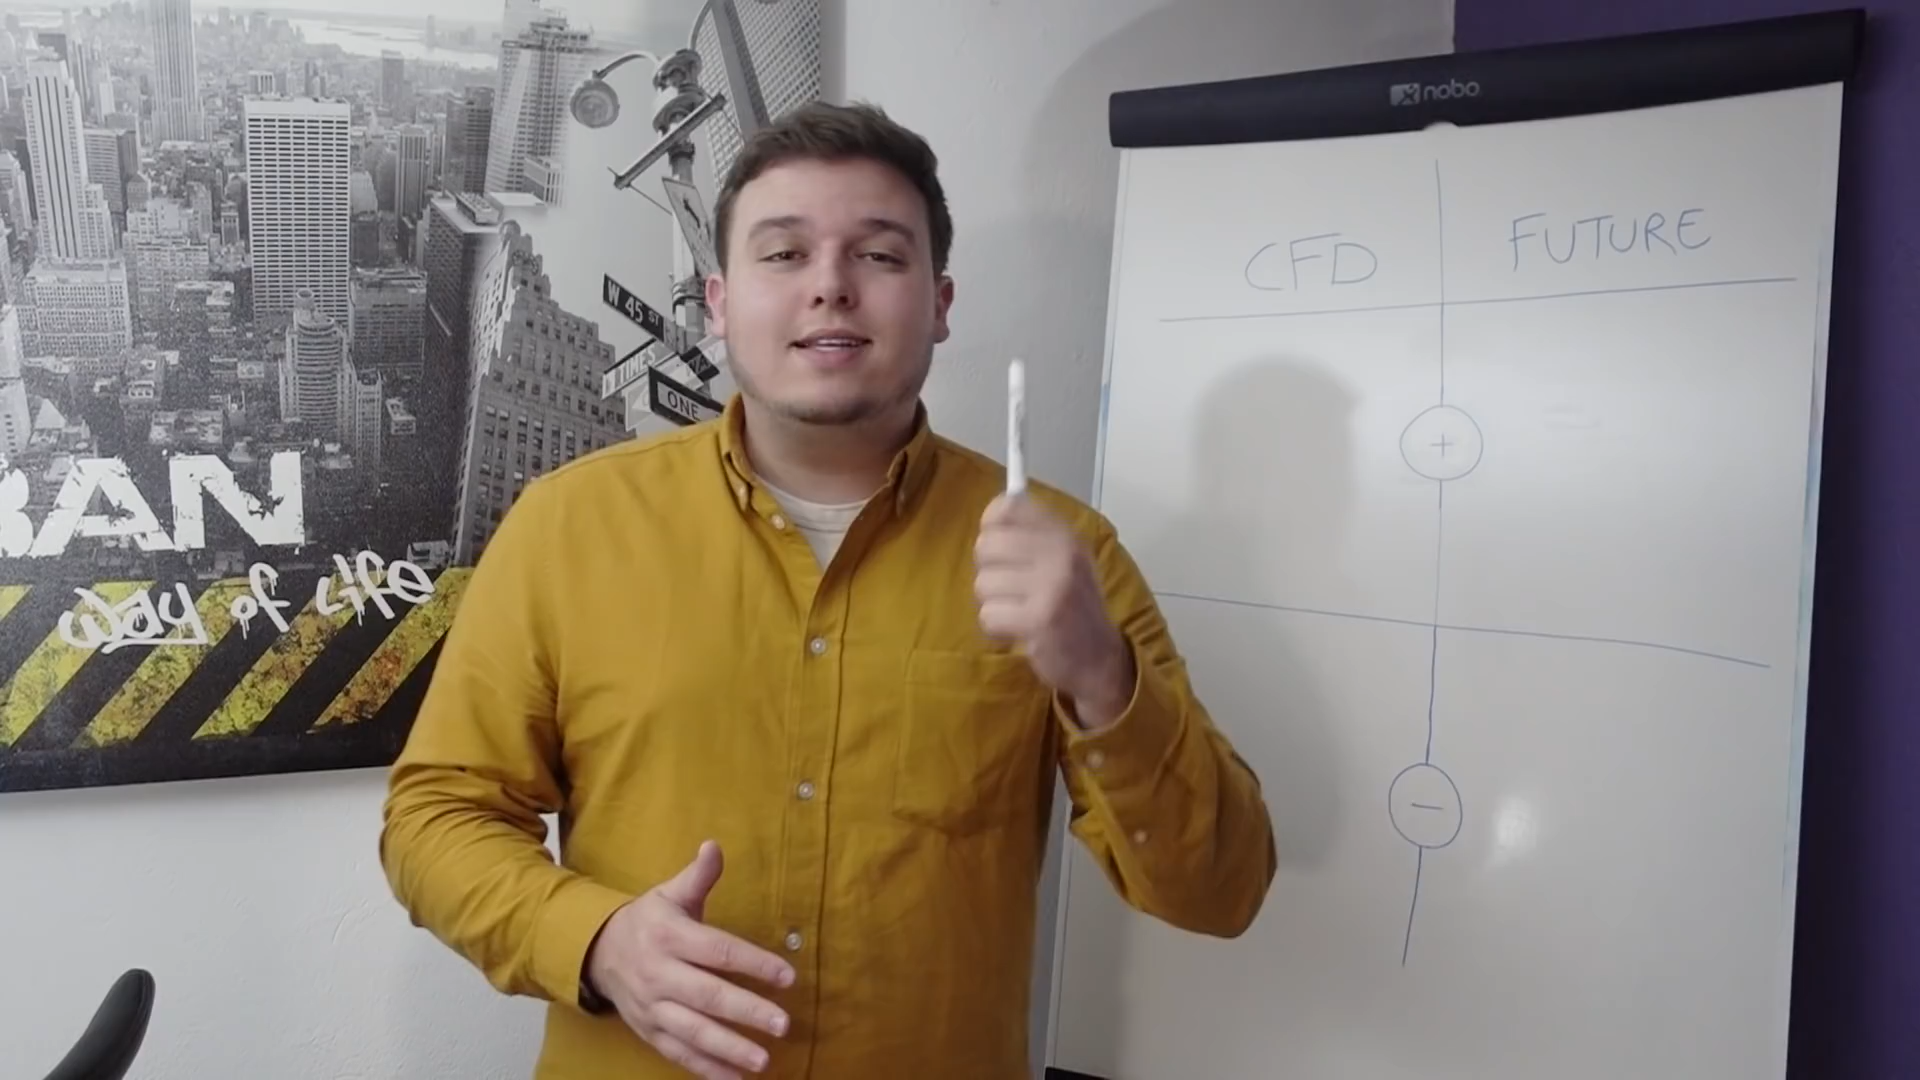 nobo
CFD
FUTURE
+
−
W 45 ST
TIMES
ONE
BAN
Way of Life